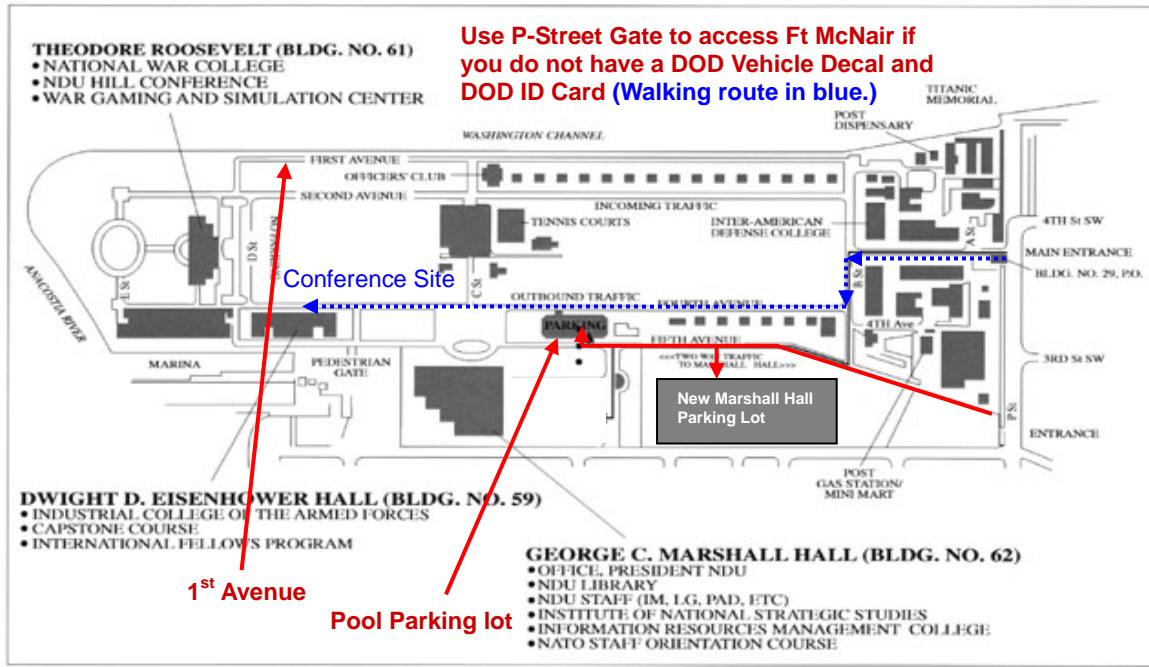 THEODORE ROOSEVELT (BLDG. NO. 61)
• NATIONAL WAR COLLEGE
• NDU HILL CONFERENCE
• WAR GAMING AND SIMULATION CENTER
Use P-Street Gate to access Ft McNair if
you do not have a DOD Vehicle Decal and
DOD ID Card (Walking route in blue.)
TITANIC
MEMORIAL
POST
DISPENSARY
WASHINGTON CHANNEL
FIRST AVENUE
OFFICERS' CLUB
SECOND AVENUE
INCOMING TRAFFIC
TENNIS COURTS
INTER-AMERICAN
DEFENSE COLLEGE
A St
4TH St SW
MAIN ENTRANCE
BLDG. NO. 29, P.O.
D St
E St
C St
B St
ANACOSTIA RIVER
Conference Site
OUTBOUND TRAFFIC
FOURTH AVENUE
PARKING
4TH Ave
FIFTH AVENUE
<<<TWO WAY TRAFFIC
TO MARSHALL HALL>>>
3RD St SW
MARINA
PEDESTRIAN
GATE
New Marshall Hall
Parking Lot
P St
ENTRANCE
POST
GAS STATION/
MINI MART
DWIGHT D. EISENHOWER HALL (BLDG. NO. 59)
• INDUSTRIAL COLLEGE OF THE ARMED FORCES
• CAPSTONE COURSE
• INTERNATIONAL FELLOWS PROGRAM
1st Avenue
Pool Parking lot
GEORGE C. MARSHALL HALL (BLDG. NO. 62)
• OFFICE, PRESIDENT NDU
• NDU LIBRARY
• NDU STAFF (IM, LG, PAD, ETC)
• INSTITUTE OF NATIONAL STRATEGIC STUDIES
• INFORMATION RESOURCES MANAGEMENT COLLEGE
• NATO STAFF ORIENTATION COURSE